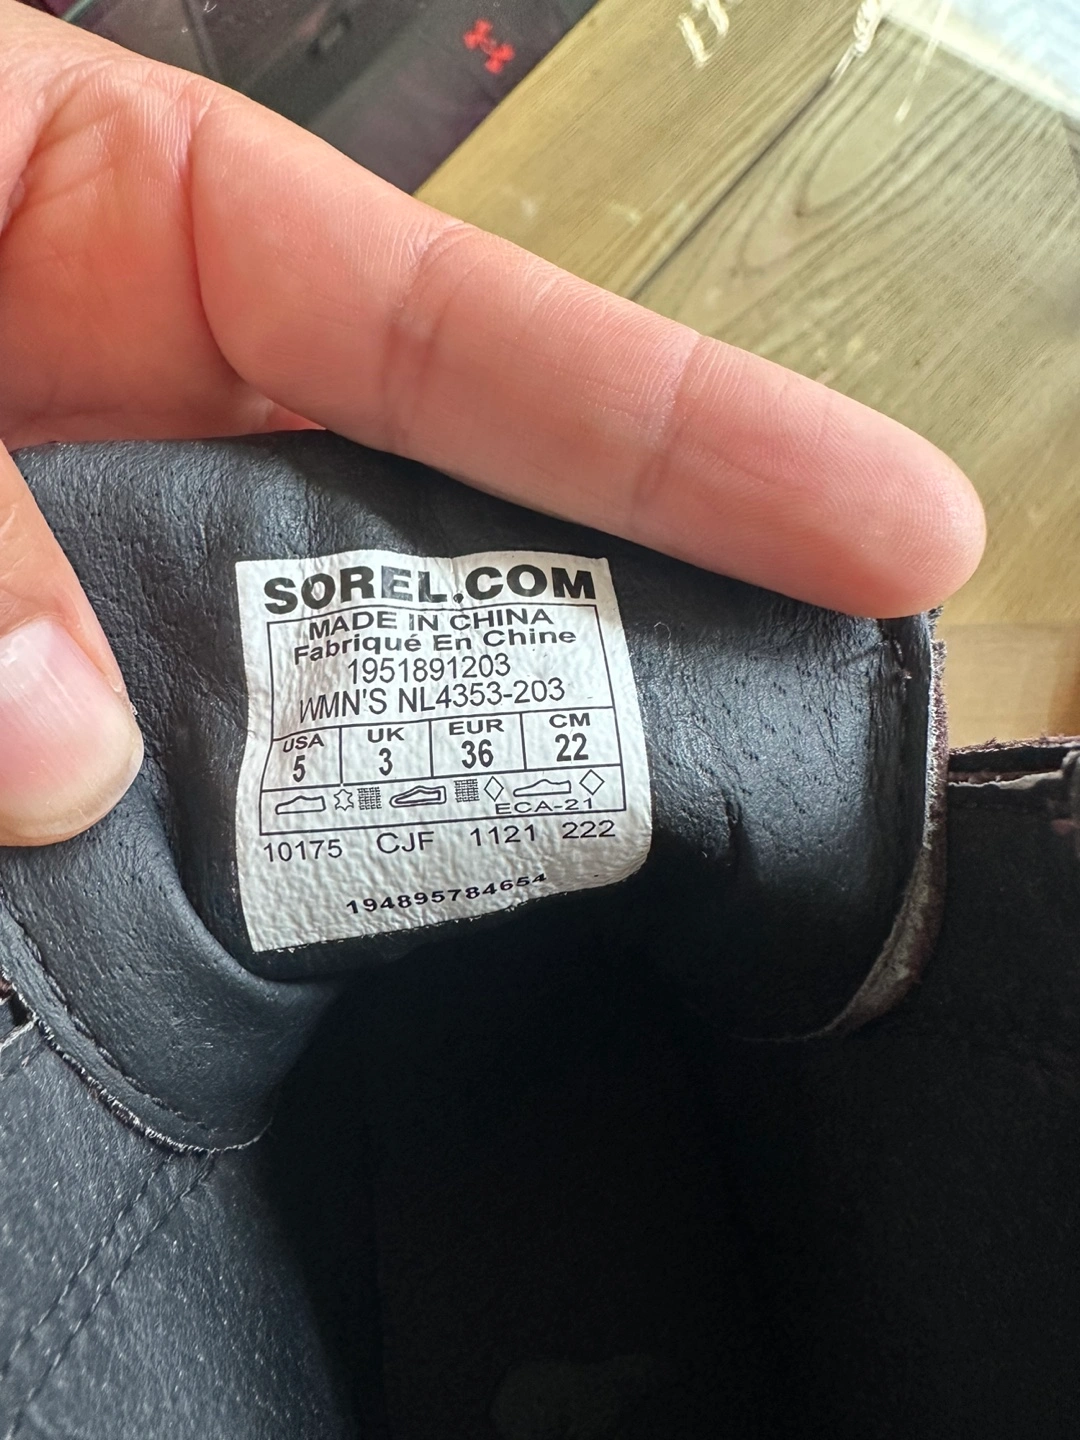 SOREL.COM
MADE IN CHINA
Fabriqué En Chine
1951891203
WMN'S NL4353-203
USA UK EUR CM
5 3 36 22
ECA-21
10175 CJF 1121 222
194895784654